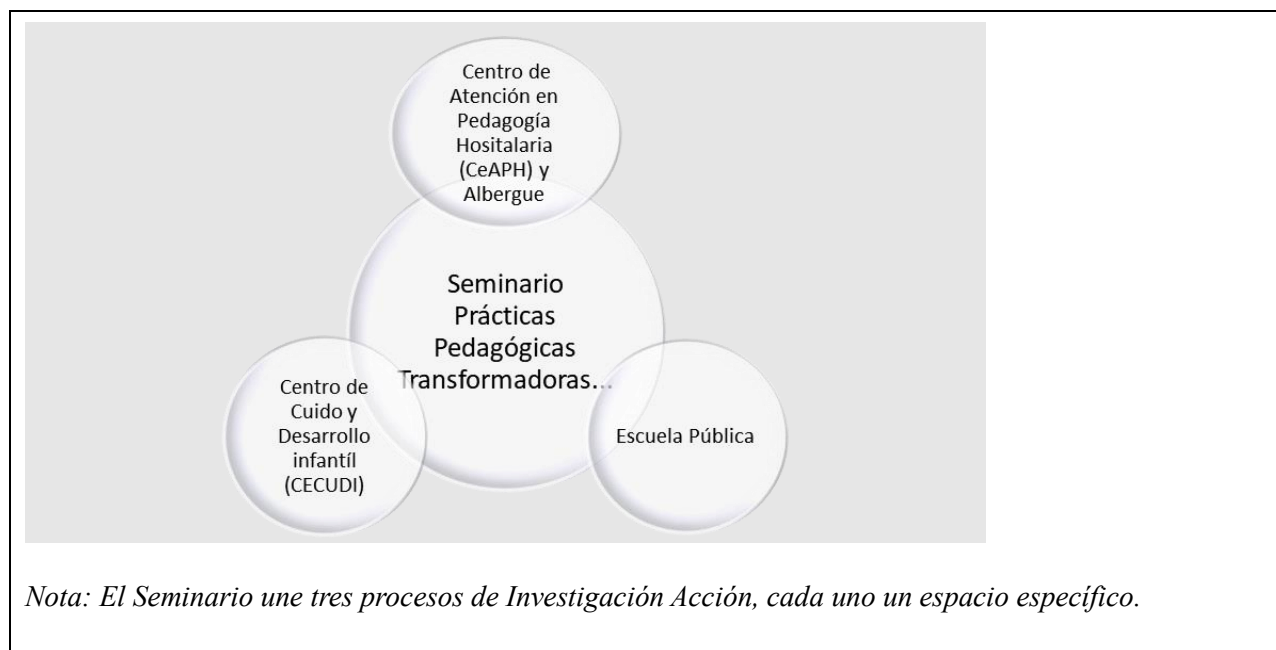 Centro de
Atención en
Pedagogía
Hositalaria
(CeAPH) y
Albergue
Seminario
Prácticas
Pedagógicas
Transformadoras...
Centro de
Cuido y
Desarrollo
infantíl
(CECUDI)
Escuela Pública
Nota: El Seminario une tres procesos de Investigación Acción, cada uno un espacio específico.